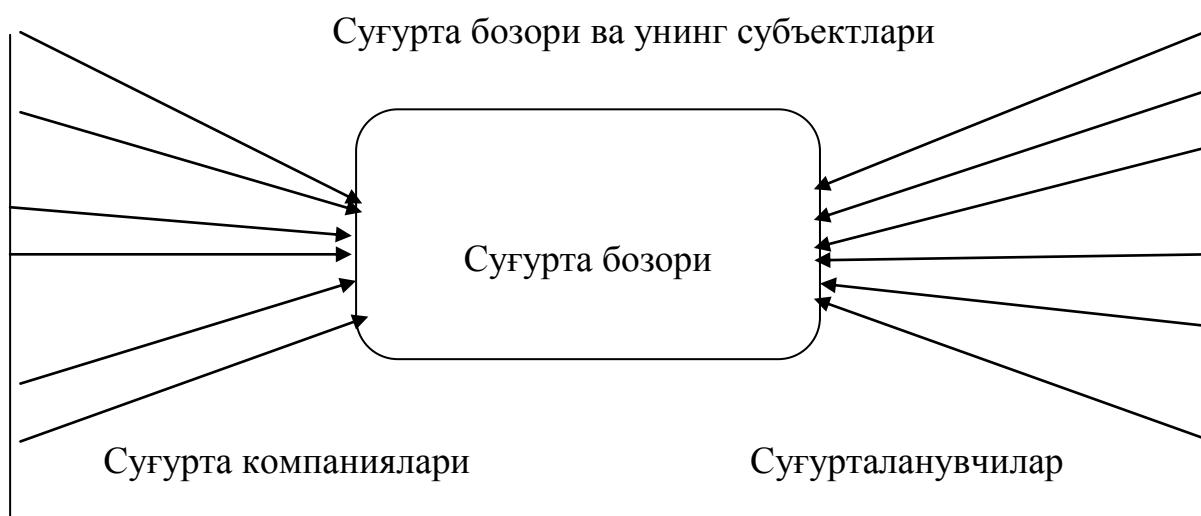 Суғурта бозори ва унинг субъектлари
Суғурта бозори
Суғурта компаниялари
Суғурталанувчилар